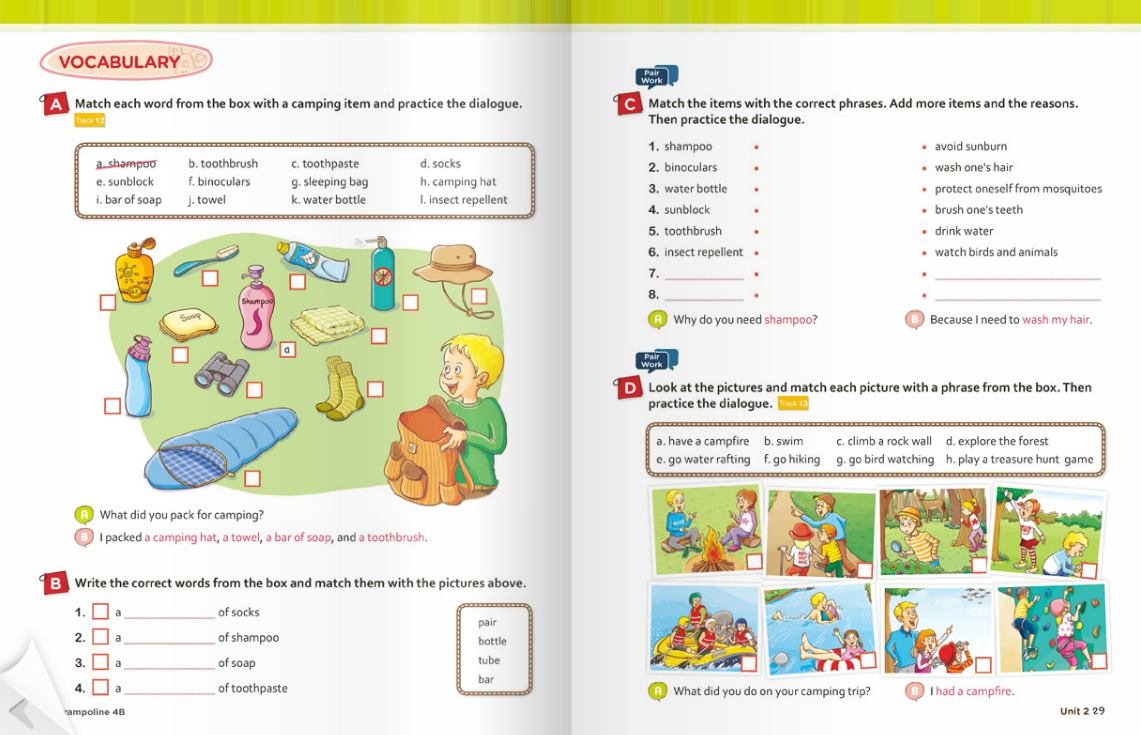 VOCABULARY
A Match each word from the box with a camping item and practice the dialogue.
Track 12
a. shampoo b. toothbrush c. toothpaste d. socks
e. sunblock f. binoculars g. sleeping bag h. camping hat
i. bar of soap j. towel k. water bottle l. insect repellent
Soap
Shampoo
a
A What did you pack for camping?
B I packed a camping hat, a towel, a bar of soap, and a toothbrush.
B Write the correct words from the box and match them with the pictures above.
1. a ____________ of socks
2. a ____________ of shampoo
3. a ____________ of soap
4. a ____________ of toothpaste
pair
bottle
tube
bar
rampoline 4B
Pair
Work
C Match the items with the correct phrases. Add more items and the reasons.
Then practice the dialogue.
1. shampoo • • avoid sunburn
2. binoculars • • wash one's hair
3. water bottle • • protect oneself from mosquitoes
4. sunblock • • brush one's teeth
5. toothbrush • • drink water
6. insect repellent • • watch birds and animals
7. ____________ • • ____________
8. ____________ • • ____________
A Why do you need shampoo? B Because I need to wash my hair.
Pair
Work
D Look at the pictures and match each picture with a phrase from the box. Then
practice the dialogue. Track 13
a. have a campfire b. swim c. climb a rock wall d. explore the forest
e. go water rafting f. go hiking g. go bird watching h. play a treasure hunt game
A What did you do on your camping trip? B I had a campfire.
Unit 2 29